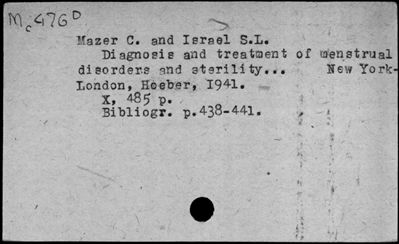 Mc476D
Mazer C. and Israel S.L.
Diagnosis and treatment of menstrual
disorders and sterility... New York-
London, Hoeber, 1941.
X, 485 p.
Bibliogr. p.438-441.